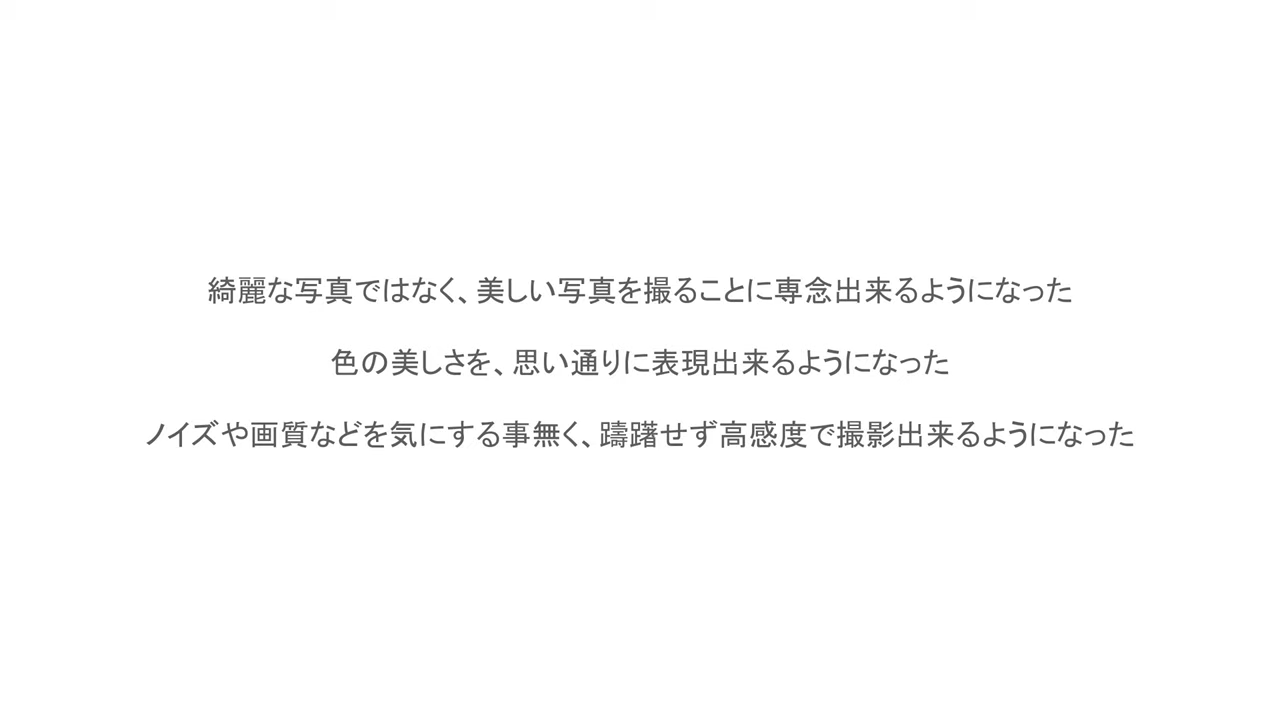 綺麗な写真ではなく、美しい写真を撮ることに専念出来るようになった
色の美しさを、思い通りに表現出来るようになった
ノイズや画質などを気にする事無く、躊躇せず高感度で撮影出来るようになった